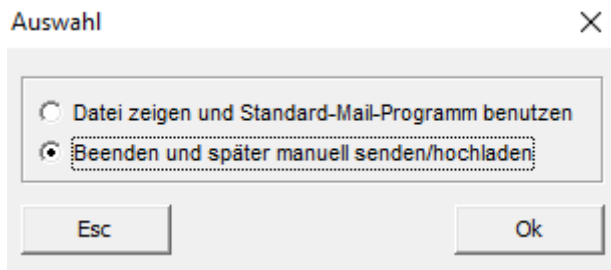 Auswahl
Datei zeigen und Standard-Mail-Programm benutzen
Beenden und später manuell senden/hochladen
Esc
Ok